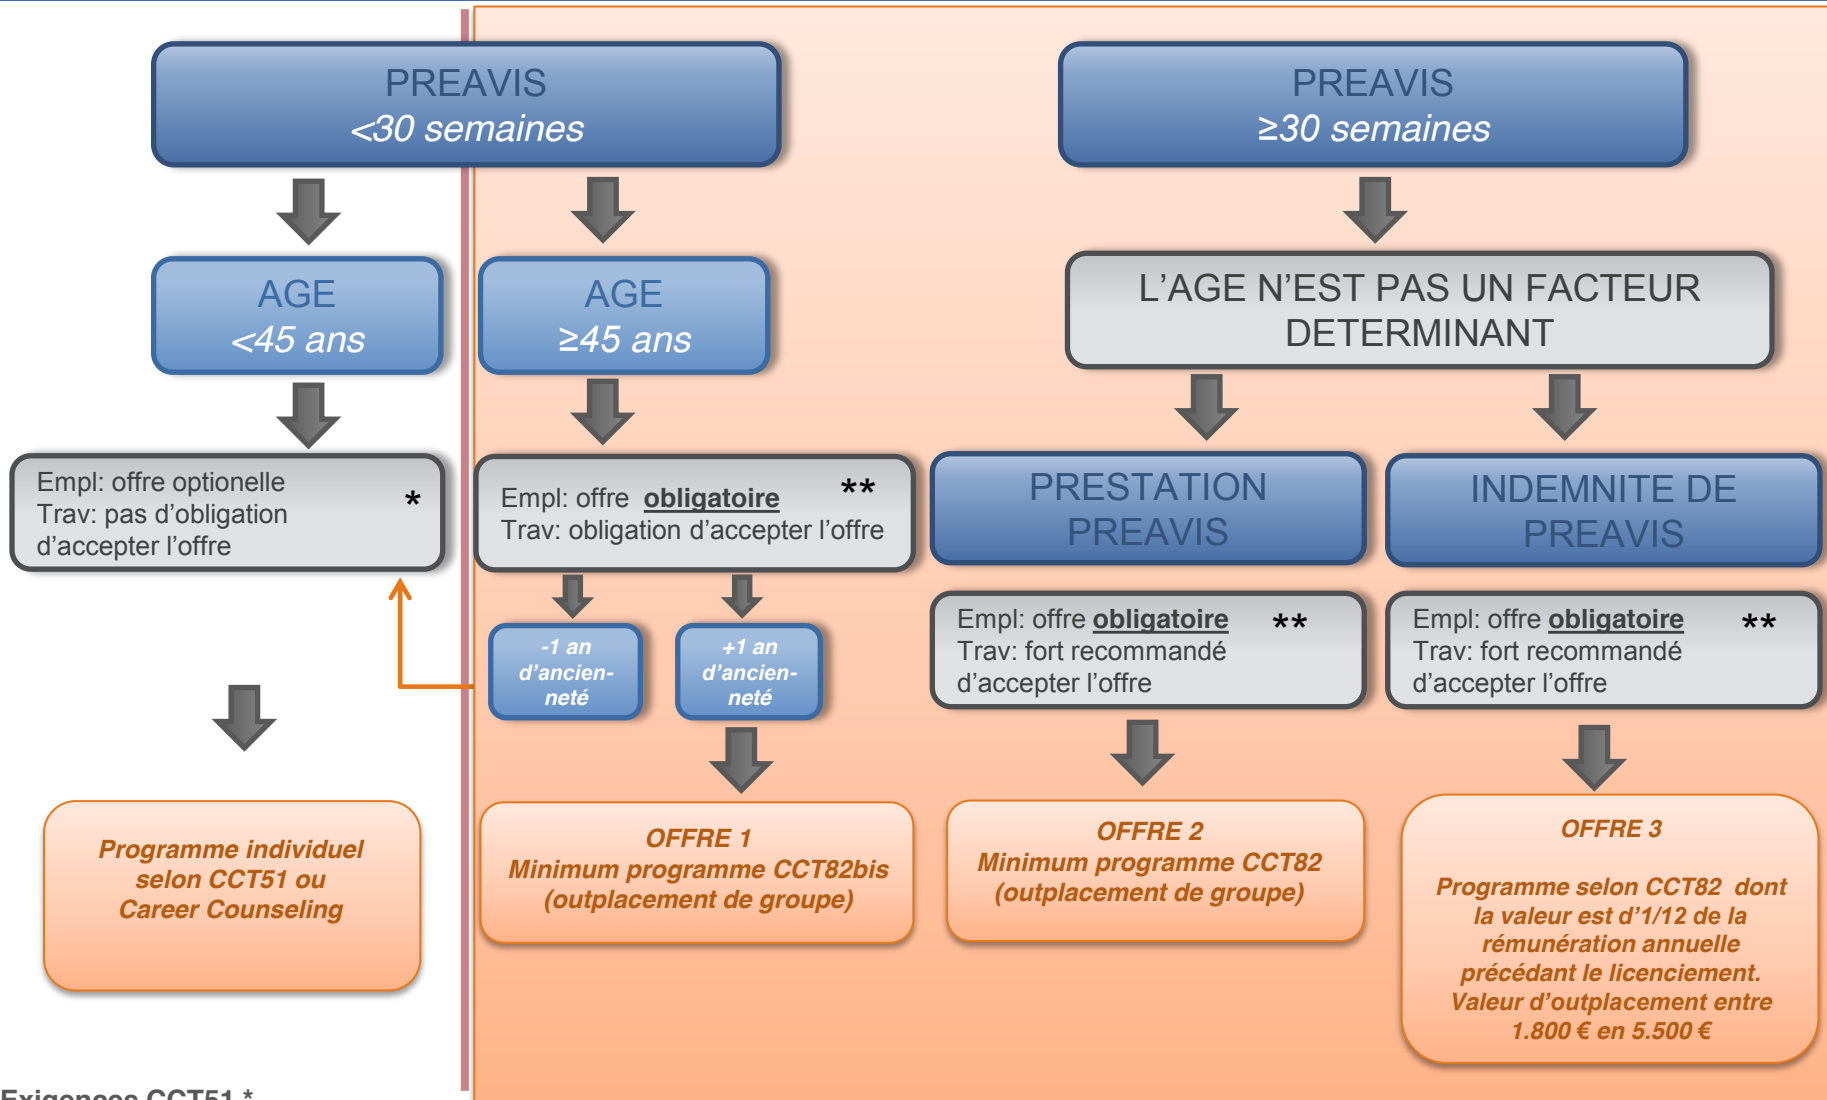 PREAVIS
<30 semaines
PREAVIS
≥30 semaines
AGE
<45 ans
AGE
≥45 ans
L’AGE N’EST PAS UN FACTEUR
DETERMINANT
Empl: offre optionelle
Trav: pas d’obligation *
d’accepter l’offre
Empl: offre obligatoire **
Trav: obligation d’accepter l’offre
PRESTATION
PREAVIS
INDEMNITE DE
PREAVIS
-1 an
d’ancien-
neté
+1 an
d’ancien-
neté
Empl: offre obligatoire **
Trav: fort recommandé
d’accepter l’offre
Empl: offre obligatoire **
Trav: fort recommandé
d’accepter l’offre
Programme individuel
selon CCT51 ou
Career Counseling
OFFRE 1
Minimum programme CCT82bis
(outplacement de groupe)
OFFRE 2
Minimum programme CCT82
(outplacement de groupe)
OFFRE 3
Programme selon CCT82 dont
la valeur est d’1/12 de la
rémunération annuelle
précédant le licenciement.
Valeur d’outplacement entre
1.800 € en 5.500 €
Exigences CCT51 *